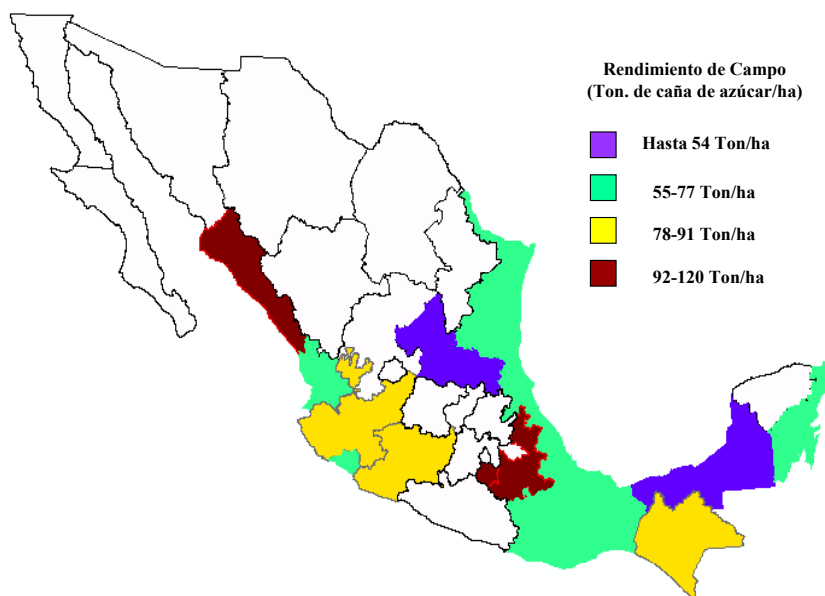 Rendimiento de Campo
(Ton. de caña de azúcar/ha)
Hasta 54 Ton/ha
55-77 Ton/ha
78-91 Ton/ha
92-120 Ton/ha